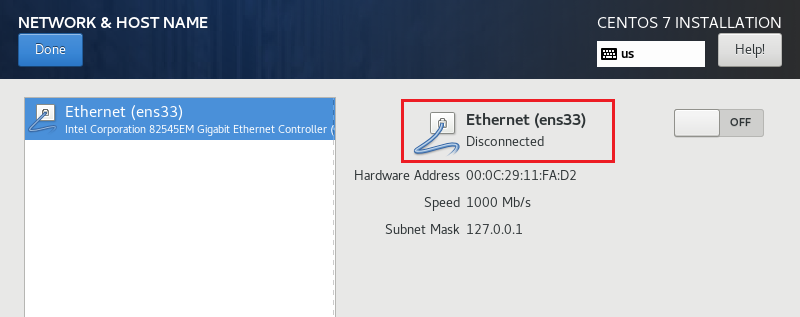 NETWORK & HOST NAME
CENTOS 7 INSTALLATION
Done
us
Help!
Ethernet (ens33)
Intel Corporation 82545EM Gigabit Ethernet Controller (
Ethernet (ens33)
Disconnected
OFF
Hardware Address 00:0C:29:11:FA:D2
Speed 1000 Mb/s
Subnet Mask 127.0.0.1